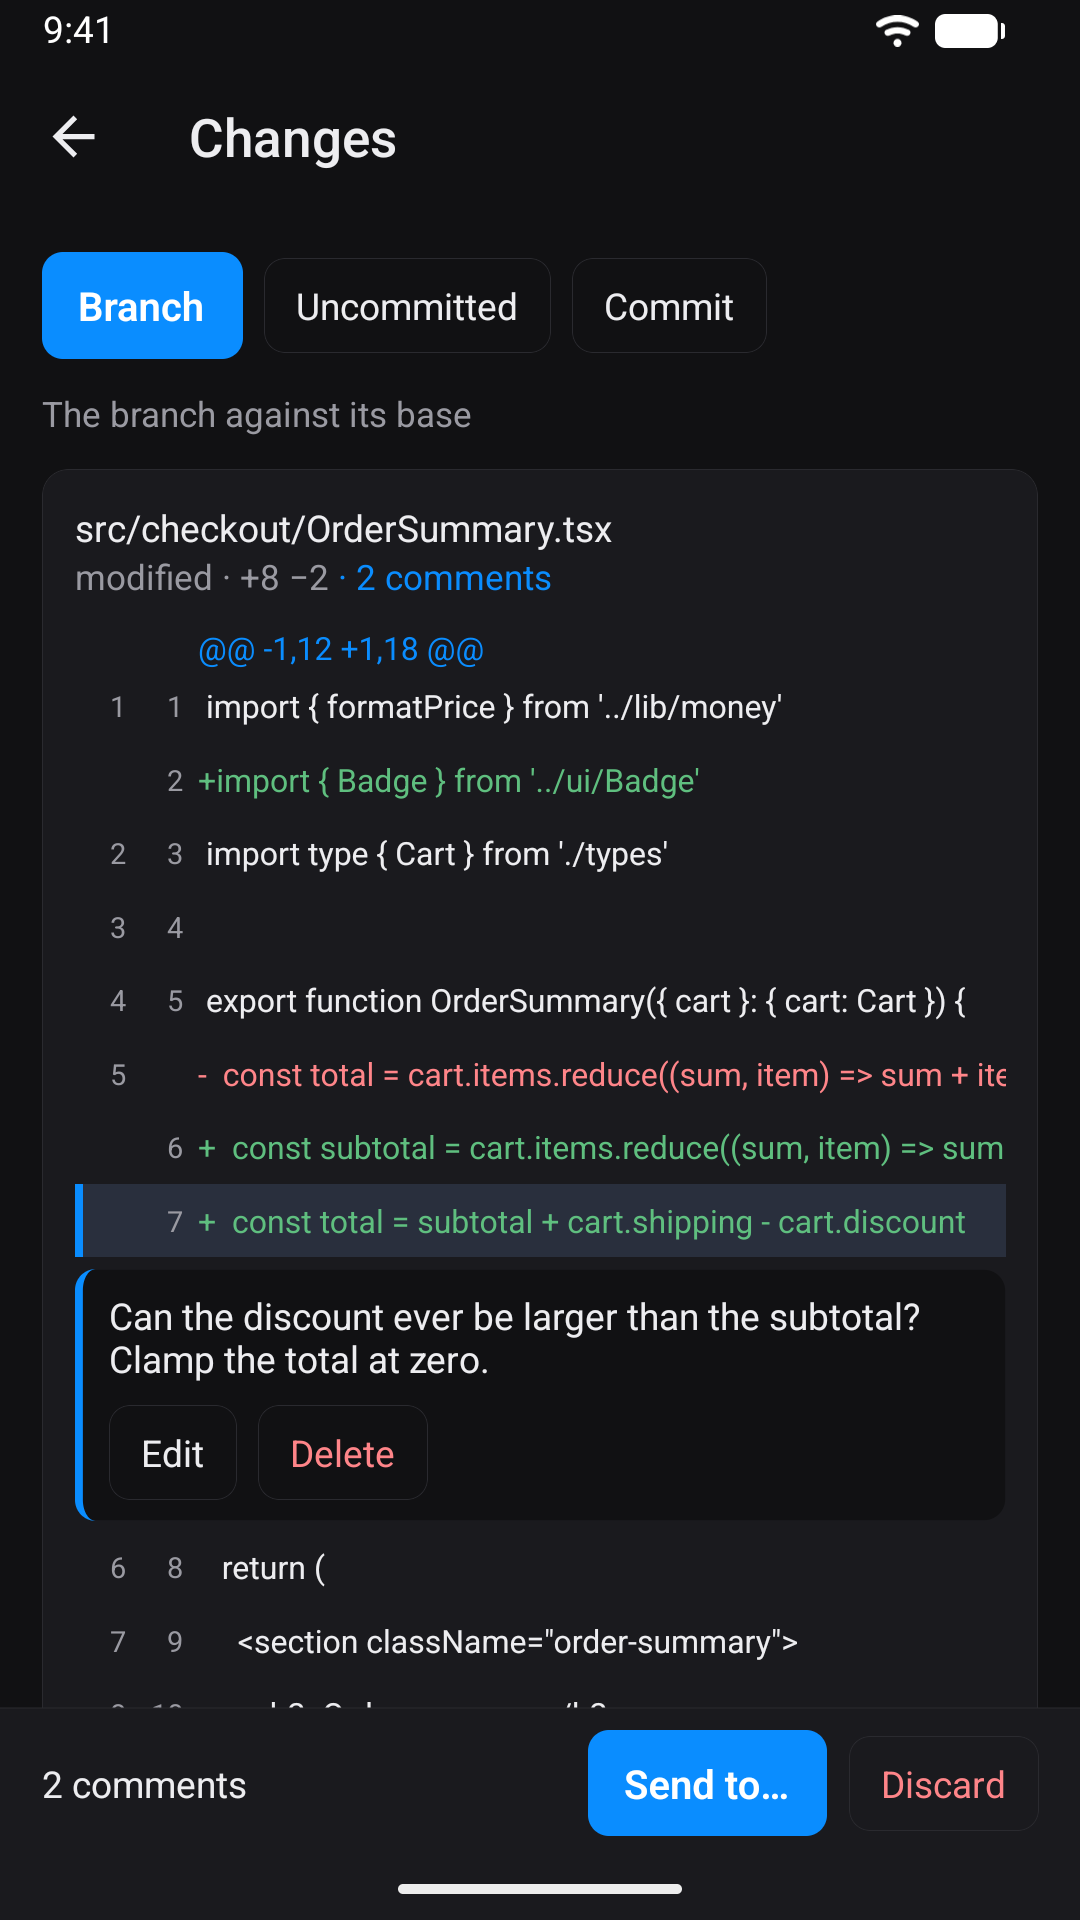 9:41
Changes
Branch
Uncommitted
Commit
The branch against its base
src/checkout/OrderSummary.tsx
modified · +8 −2 · 2 comments
@@ -1,12 +1,18 @@
1 1 import { formatPrice } from '../lib/money'
2 +import { Badge } from '../ui/Badge'
2 3 import type { Cart } from './types'
3 4
4 5 export function OrderSummary({ cart }: { cart: Cart }) {
5 - const total = cart.items.reduce((sum, item) => sum + ite
6 + const subtotal = cart.items.reduce((sum, item) => sum
7 + const total = subtotal + cart.shipping - cart.discount
Can the discount ever be larger than the subtotal?
Clamp the total at zero.
Edit
Delete
6 8 return (
7 9 <section className="order-summary">
2 comments
Send to…
Discard